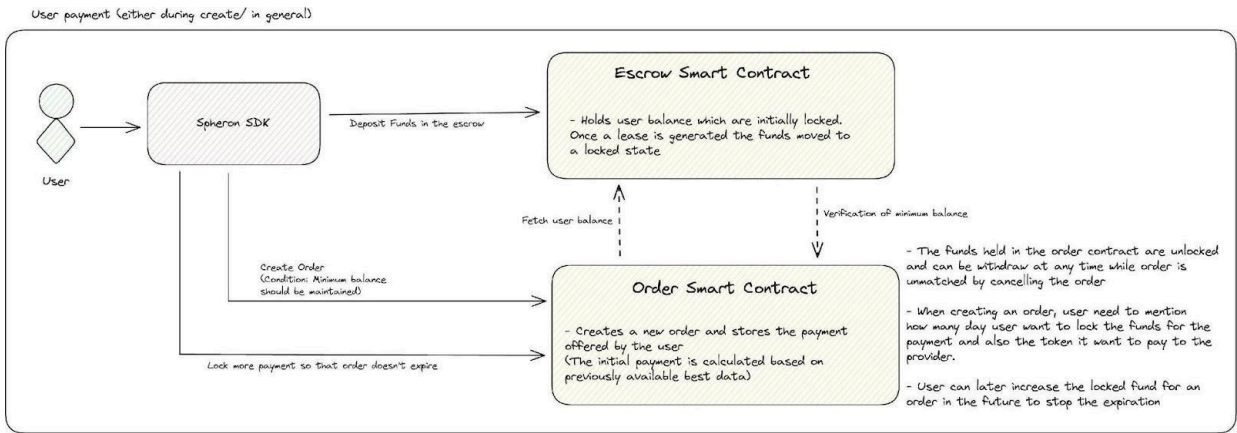 User payment (either during create/ in general)
Escrow Smart Contract
- Holds user balance which are initially locked.
Once a lease is generated the funds moved to
a locked state
Spheron SDK
Deposit Funds in the escrow
User
Fetch user balance
Verification of minimum balance
Create Order
(Condition: Minimum balance
should be maintained)
Order Smart Contract
- Creates a new order and stores the payment
offered by the user
(The initial payment is calculated based on
previously available best data)
Lock more payment so that order doesn't expire
- The funds held in the order contract are unlocked
and can be withdraw at any time while order is
unmatched by cancelling the order
- When creating an order, user need to mention
how many day user want to lock the funds for the
payment and also the token it want to pay to the
provider.
- User can later increase the locked fund for an
order in the future to stop the expiration